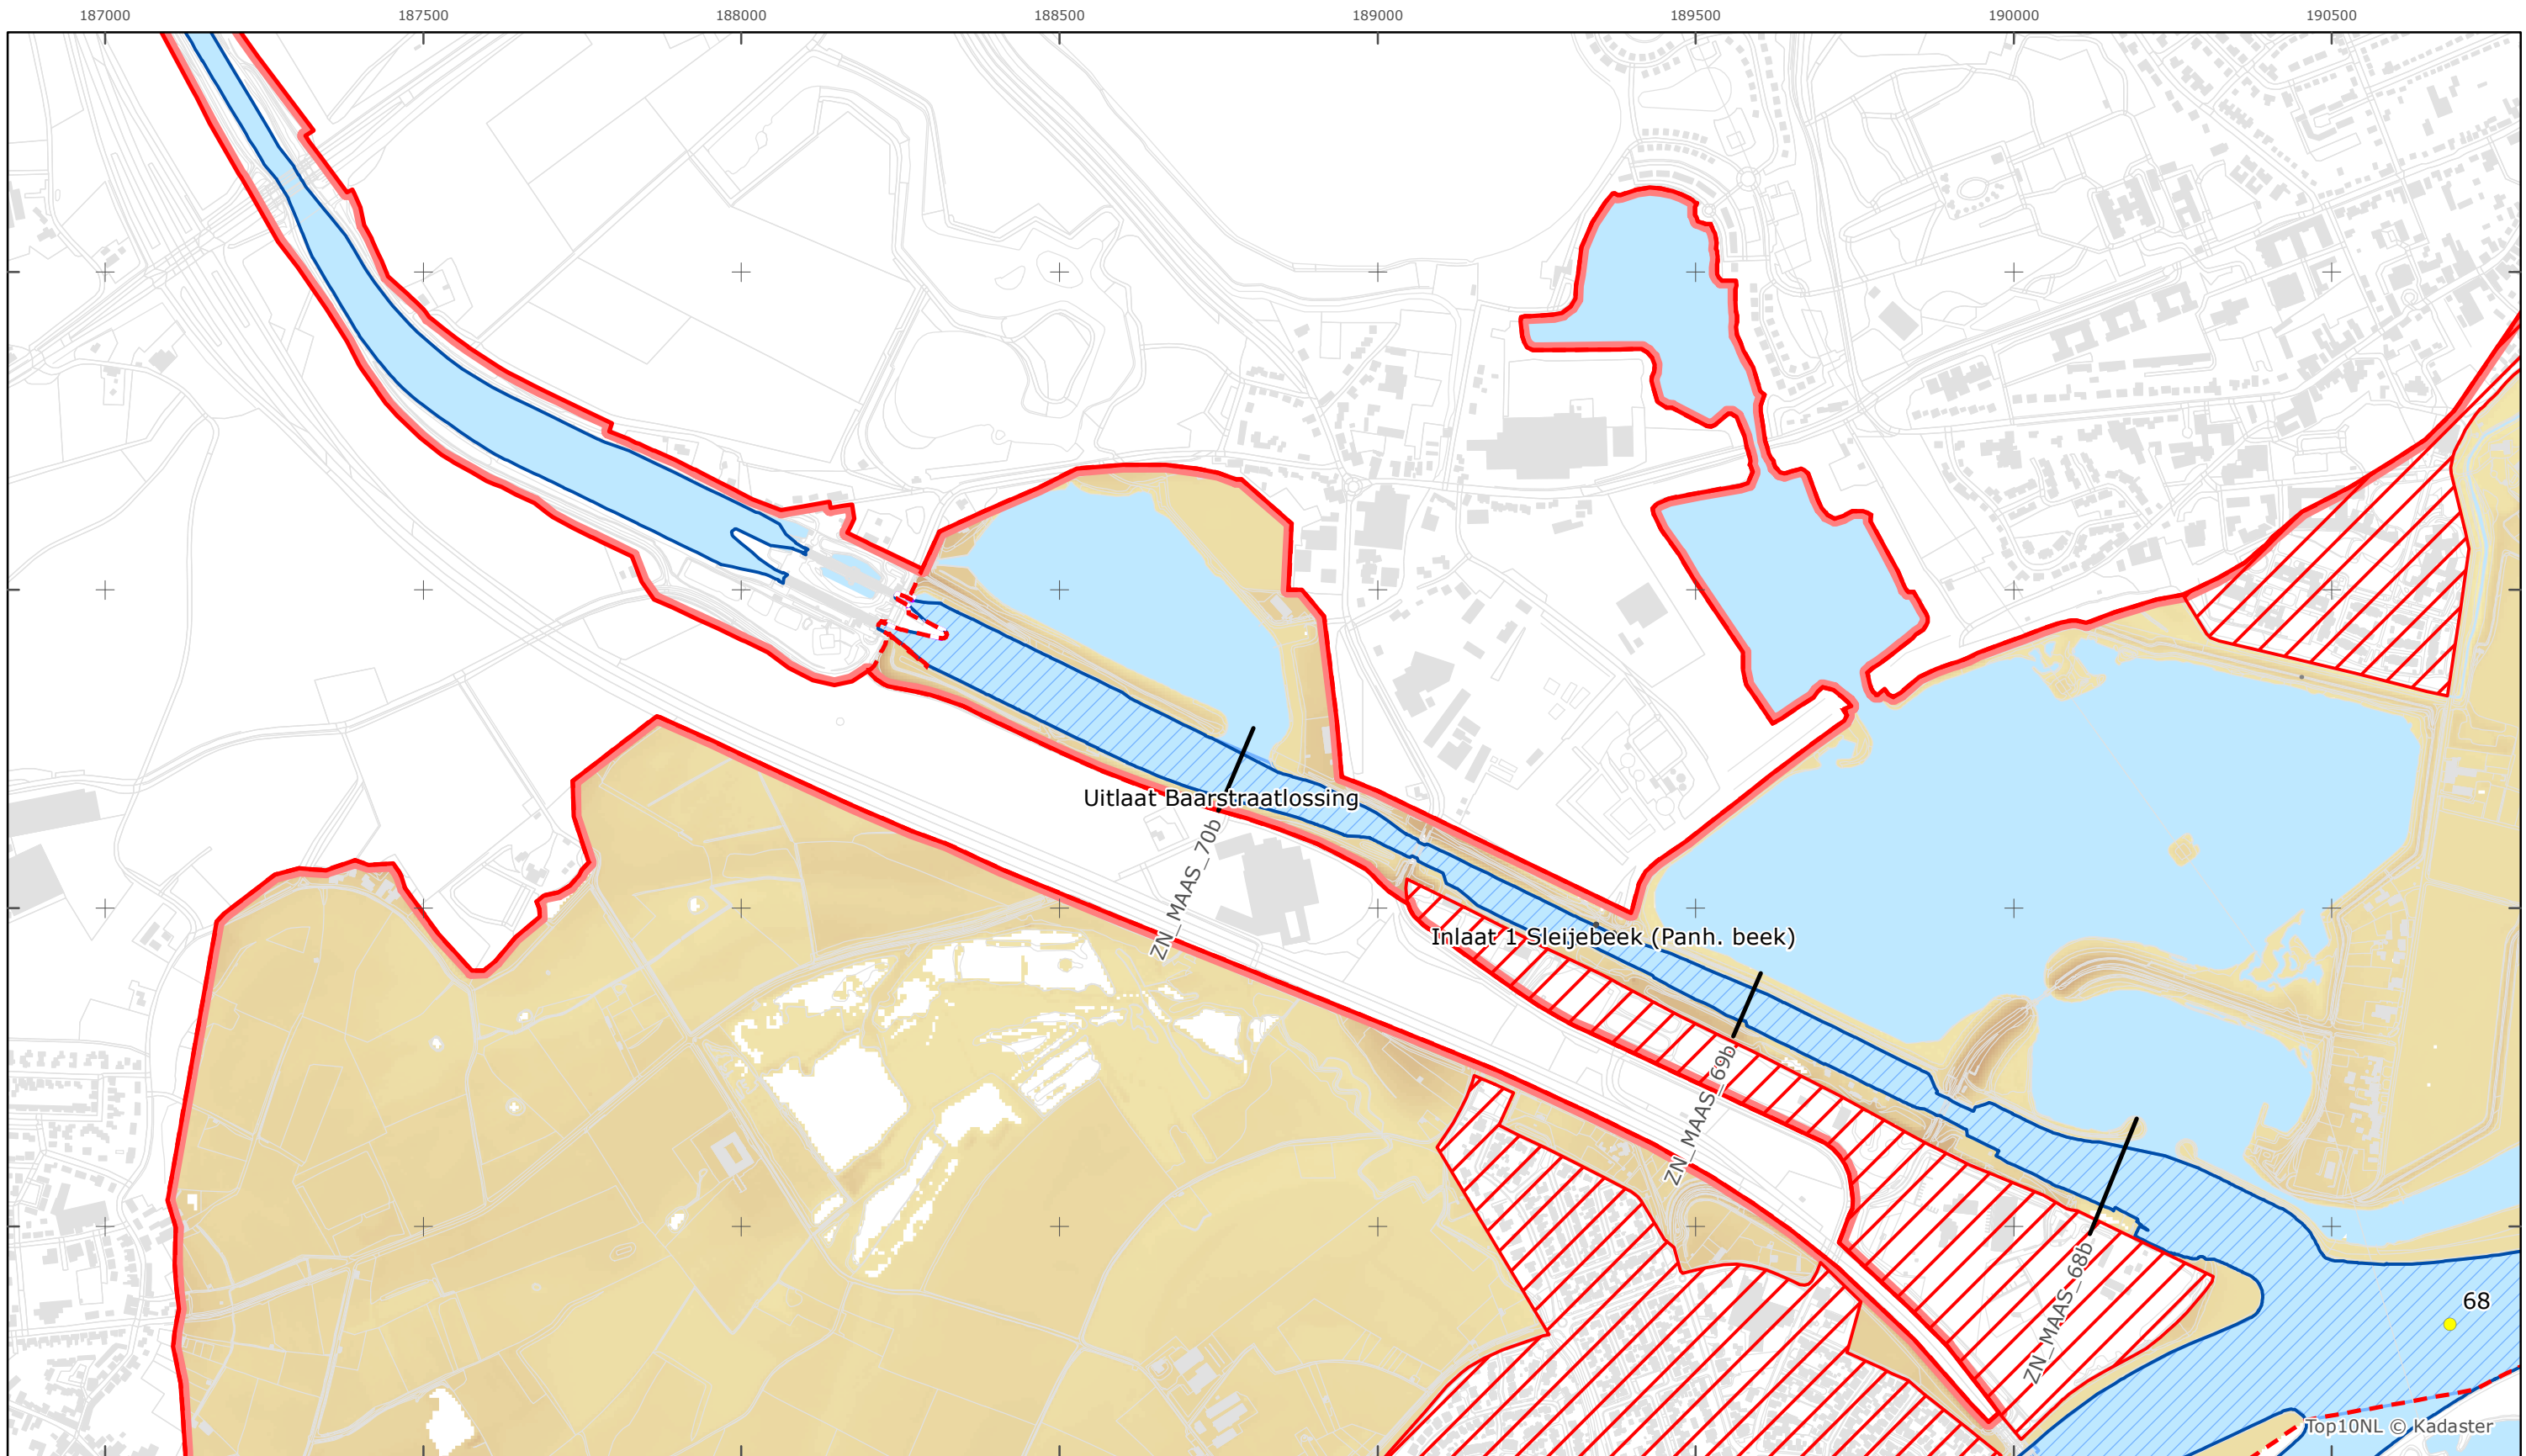 187000 187500 188000 188500 189000 189500 190000 190500
Uitlaat Baarstraatlossing
ZN_MAAS_70b
Inlaat 1 Sleijebeek (Panh. beek)
ZN_MAAS_69b
ZN_MAAS_68b
68
Top10NL © Kadaster